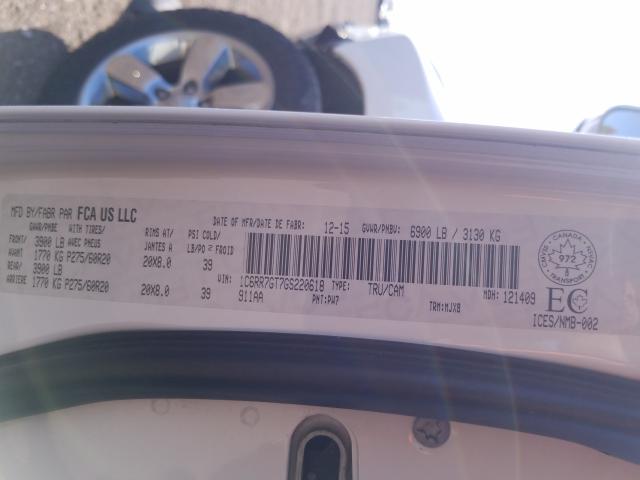 MFD BY/FABR PAR FCA US LLC
DATE OF MFR/DATE DE FABR: 12-15
GVWR/PNBV: 6900 LB / 3130 KG
GAWR/PNBE WITH TIRES/ RIMS AT/ PSI COLD/
FRONT/ 3900 LB AVEC PNEUS JANTES A LB/PO² FROID
AVANT 1770 KG P275/60R20 20X8.0 39
REAR/ 3900 LB
ARRIERE 1770 KG P275/60R20 20X8.0 39
VIN: 1C6RR7GT7GS220618 TYPE: TRU/CAM
911AA PNT:PW7 TRM:MJX8 MDH: 121409
CANADA
972
TRANSPORT
EC
ICES/NMB-002